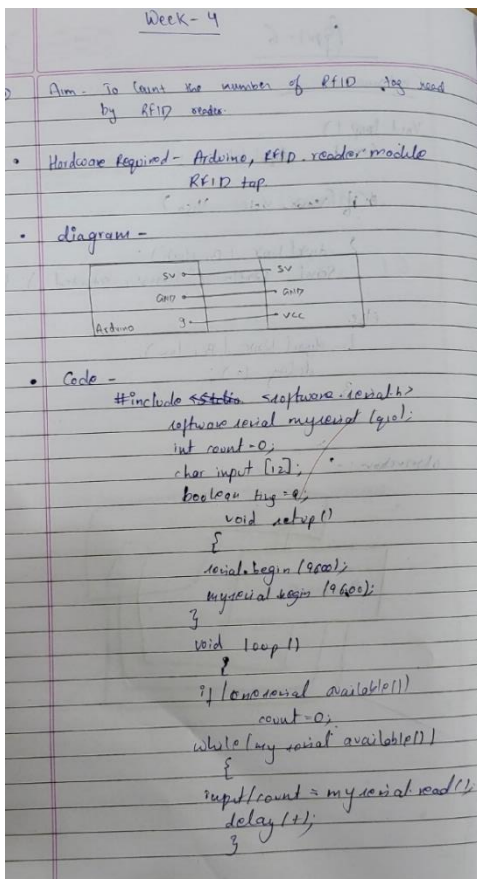 Week - 4
Aim - To Count the number of RFID tag read
by RFID reader.
Hardware Required - Arduino, RFID reader module
RFID tap.
diagram -
5V 5V
GND GND
Arduino 9 VCC
Code -
#include <software.serial.h>
software serial myserial (9,10);
int count = 0;
char input [12];
boolean flag = 0;
void setup()
{
serial.begin (9600);
myserial begin (9600);
}
void loop ()
{
if ( available())
count = 0;
while (my serial available())
{
input/count = myserial read();
delay (+);
}